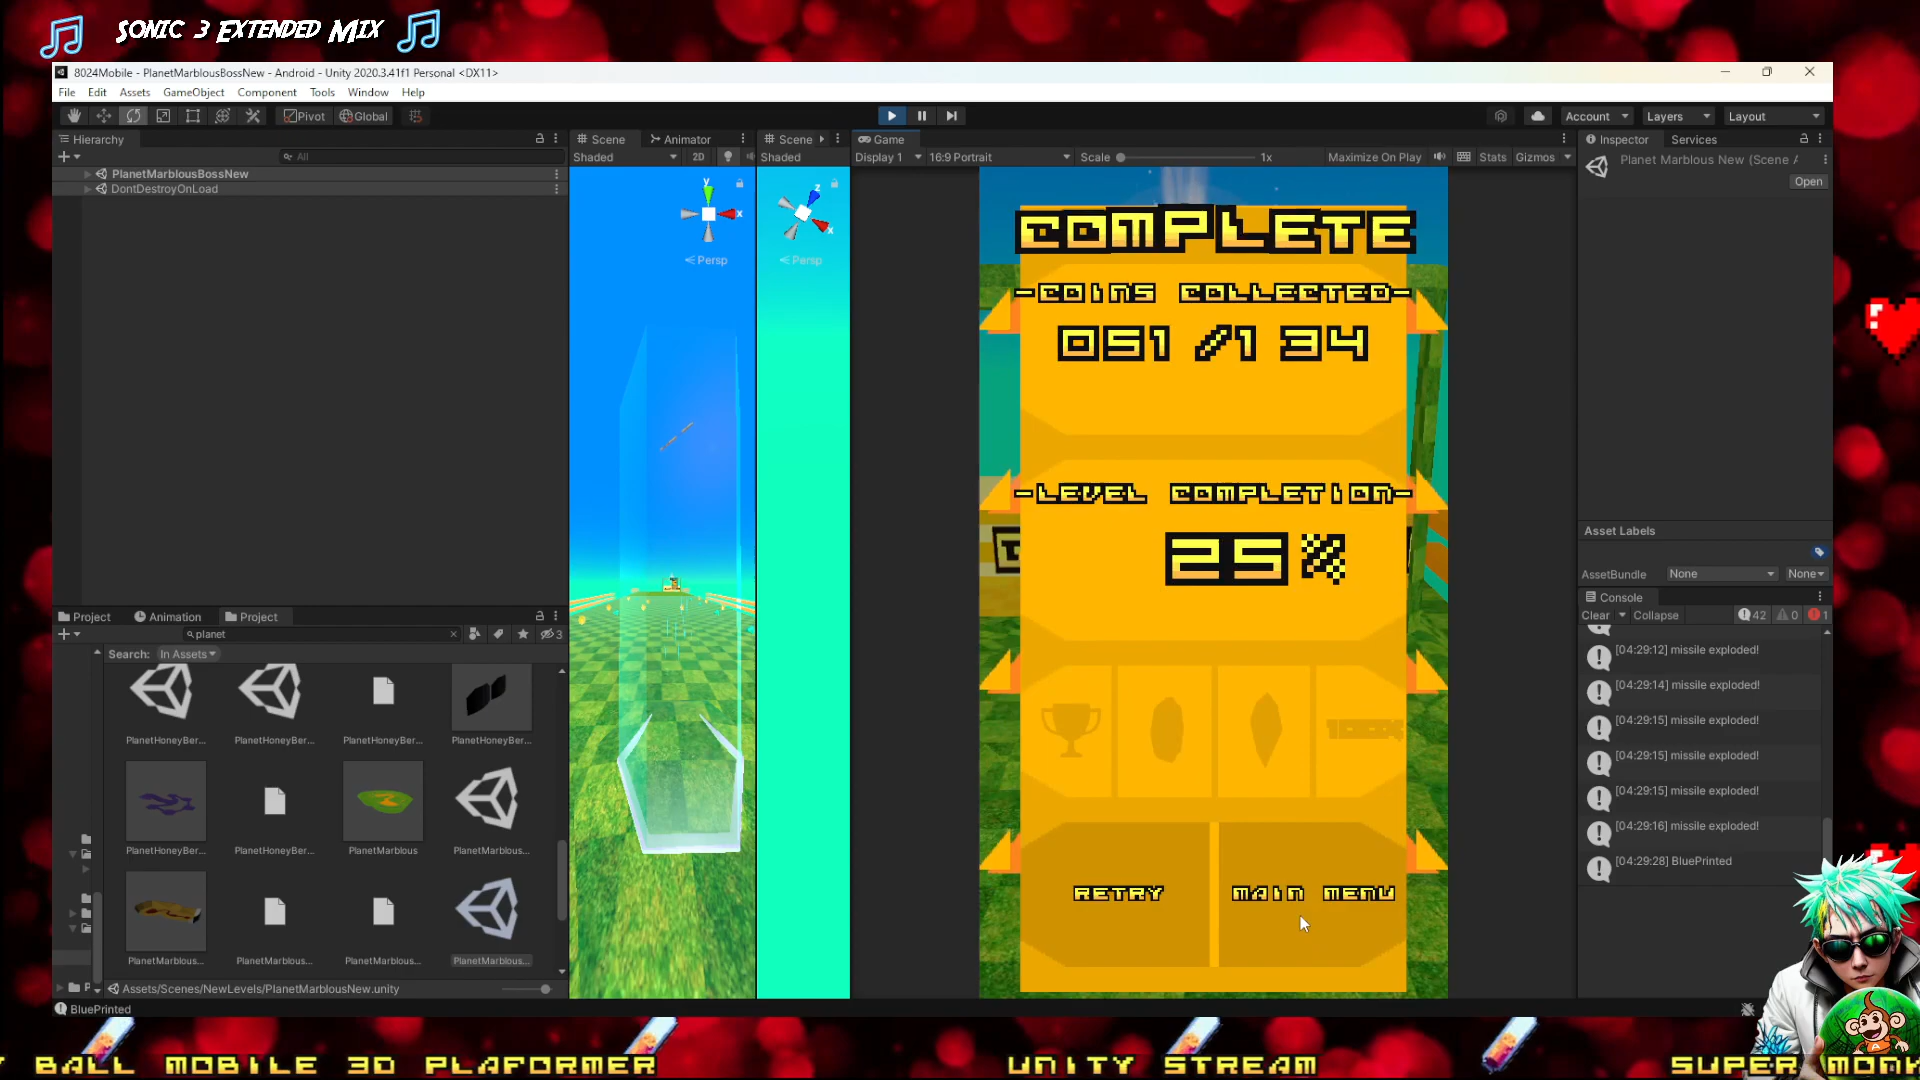 Sonic 3 Extended Mix
8024Mobile - PlanetMarblousBossNew - Android - Unity 2020.3.41f1 Personal <DX11>
File Edit Assets GameObject Component Tools Window Help
Pivot Global
Account Layers Layout
Hierarchy
All
PlanetMarblousBossNew
DontDestroyOnLoad
Scene Animator
Shaded 2D
y
x
Persp
Scene
Shaded
z
x
Persp
Game
Display 1 16:9 Portrait Scale 1x Maximize On Play Stats Gizmos
COMPLETE
-COINS COLLECTED-
051 /134
-LEVEL COMPLETION-
25%
RETRY MAIN MENU
Inspector Services
Planet Marblous New (Scene A
Open
Asset Labels
AssetBundle None None
Console
Clear Collapse 42 0 1
[04:29:12] missile exploded!
[04:29:14] missile exploded!
[04:29:15] missile exploded!
[04:29:15] missile exploded!
[04:29:15] missile exploded!
[04:29:16] missile exploded!
[04:29:28] BluePrinted
Project Animation Project
planet 3
Search: In Assets
PlanetHoneyBer... PlanetHoneyBer... PlanetHoneyBer... PlanetHoneyBer...
PlanetHoneyBer... PlanetHoneyBer... PlanetMarblous PlanetMarblous...
PlanetMarblous... PlanetMarblous... PlanetMarblous... PlanetMarblous...
Assets/Scenes/NewLevels/PlanetMarblousNew.unity
BluePrinted
Y BALL MOBILE 3D PLAFORMER UNITY STREAM SUPER MONK